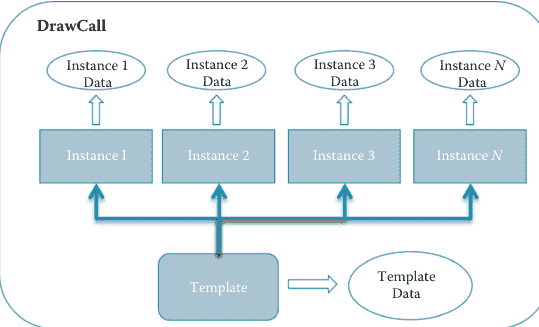 DrawCall
Instance 1
Data
Instance 2
Data
Instance 3
Data
Instance N
Data
Instance 1
Instance 2
Instance 3
Instance N
Template
Template
Data